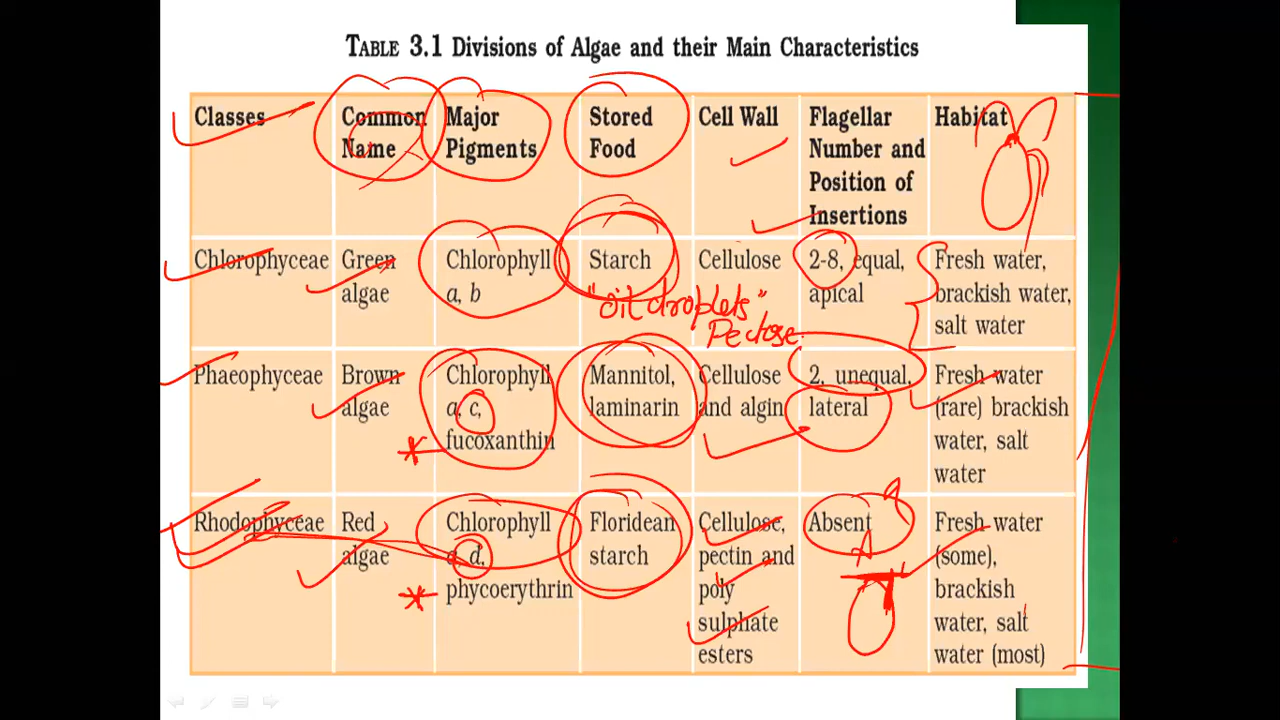 TABLE 3.1 Divisions of Algae and their Main Characteristics
Classes
Common
Name
Major
Pigments
Stored
Food
Cell Wall
Flagellar
Number and
Position of
Insertions
Habitat
Chlorophyceae
Green
algae
Chlorophyll
a, b
Starch
"Oil droplets"
Cellulose
Pectose
2-8, equal,
apical
Fresh water,
brackish water,
salt water
Phaeophyceae
Brown
algae
Chlorophyll
a, c,
fucoxanthin
Mannitol,
laminarin
Cellulose
and algin
2, unequal,
lateral
Fresh water
(rare) brackish
water, salt
water
Rhodophyceae
Red
algae
Chlorophyll
a, d,
phycoerythrin
Floridean
starch
Cellulose,
pectin and
poly
sulphate
esters
Absent
Fresh water
(some),
brackish
water, salt
water (most)